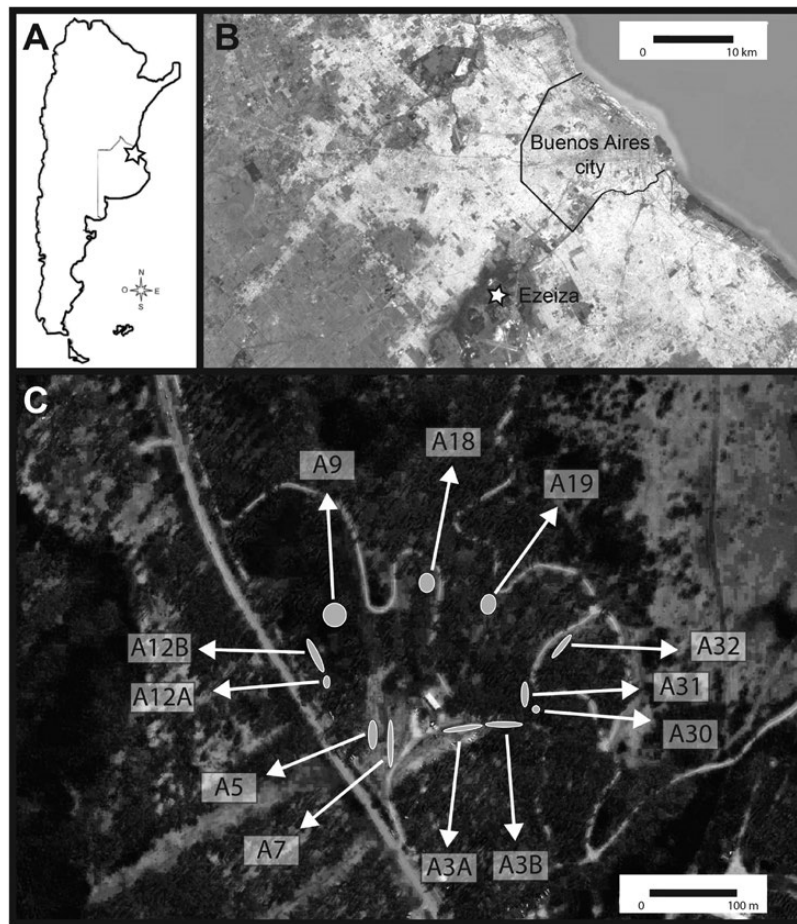 A
N
O
E
S
B
0
10 km
Buenos Aires
city
Ezeiza
C
A9
A18
A19
A12B
A12A
A32
A31
A30
A5
A7
A3A
A3B
0
100 m